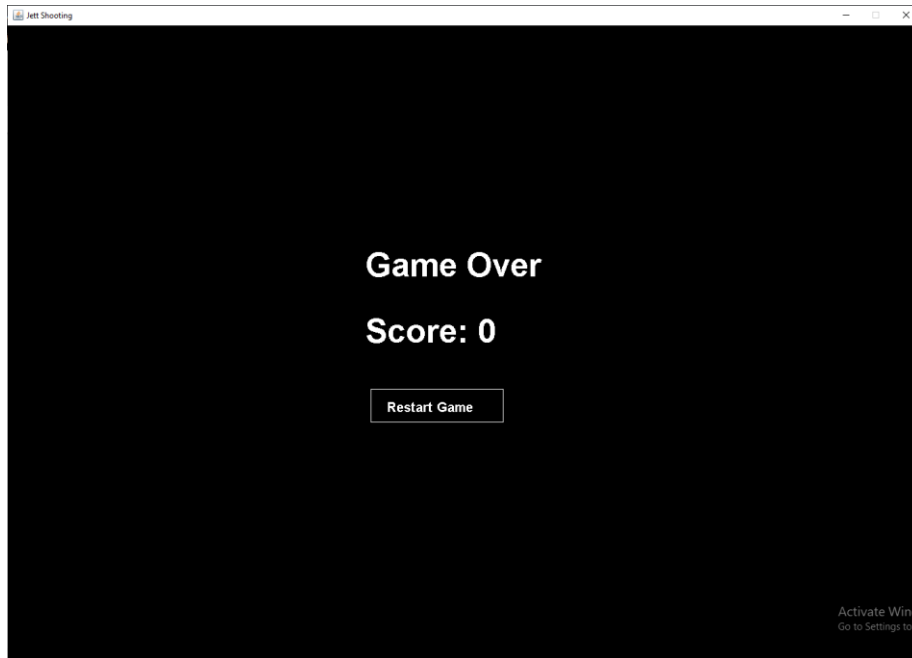 Jett Shooting
Game Over
Score: 0
Restart Game
Activate Win
Go to Settings to